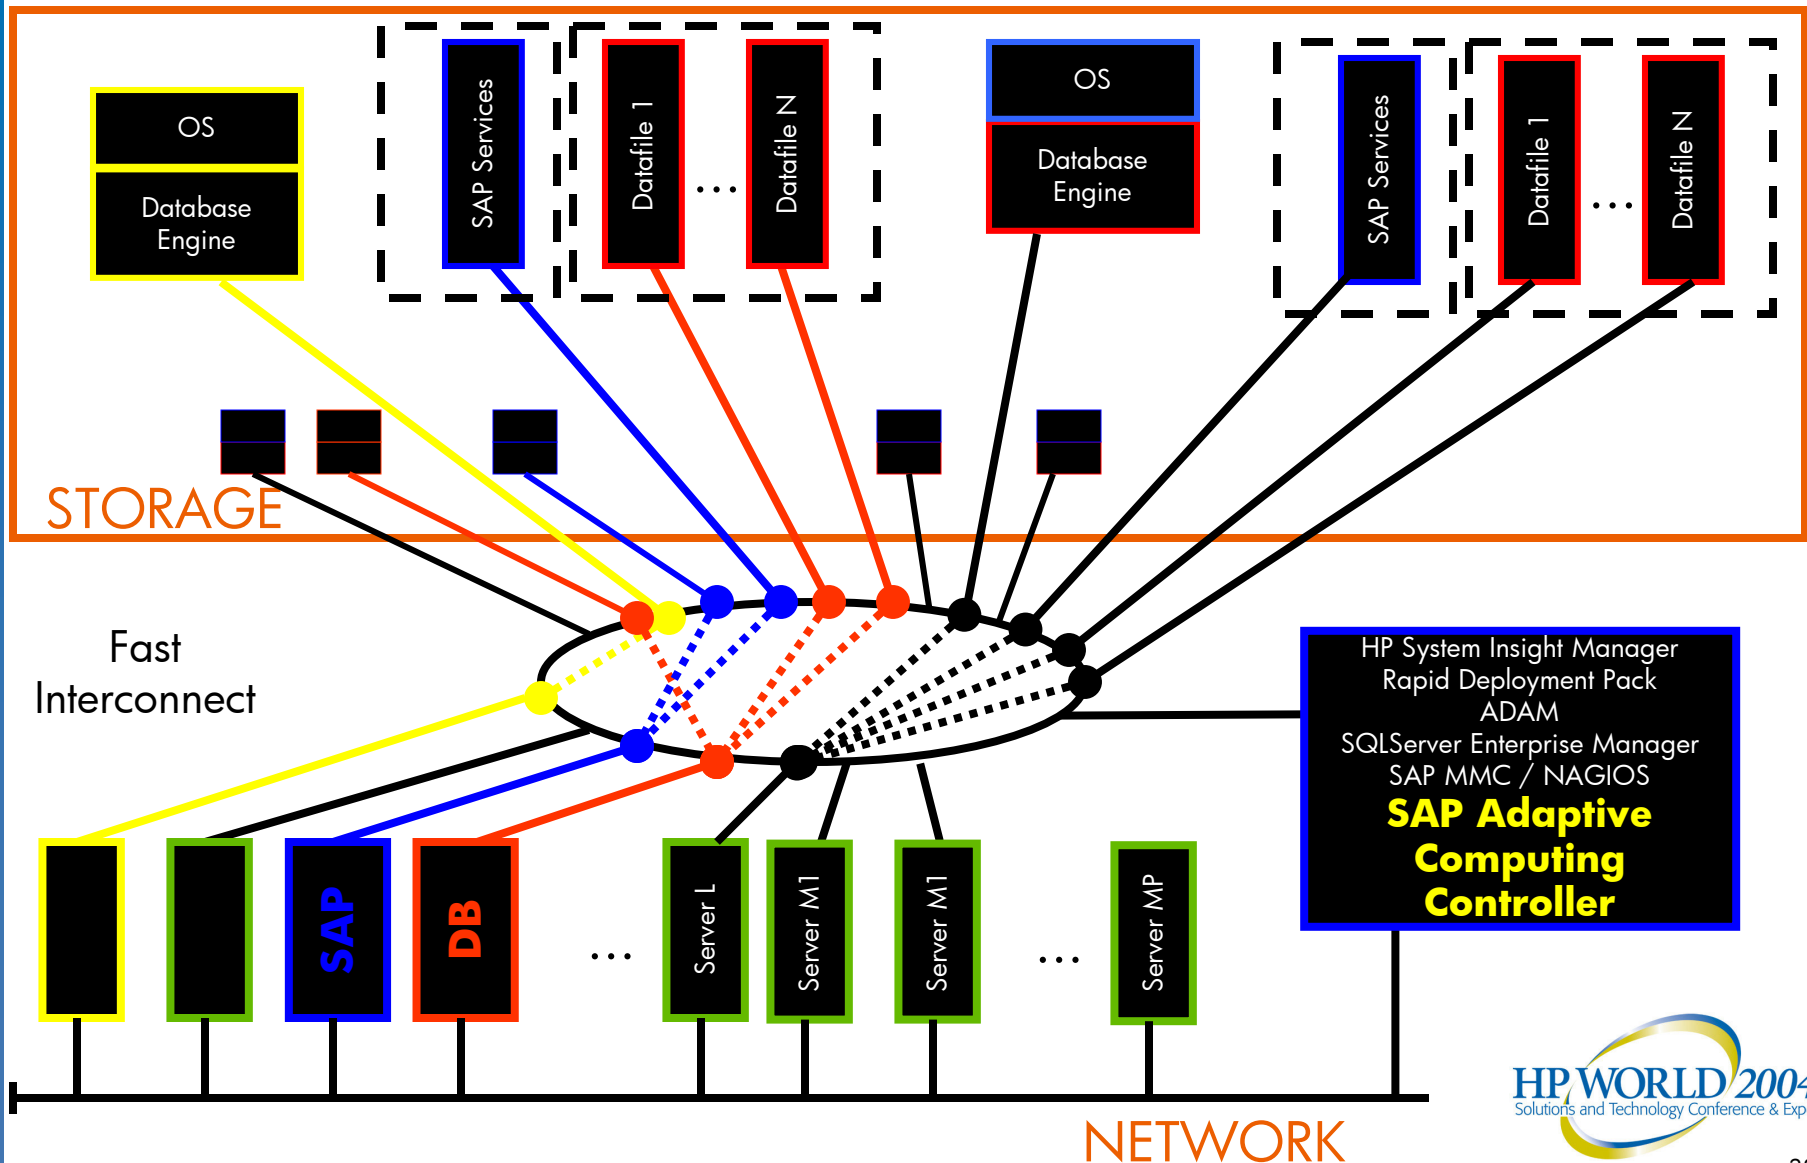 OS
Database
Engine
SAP Services
Datafile 1
...
Datafile N
OS
Database
Engine
SAP Services
Datafile 1
...
Datafile N
STORAGE
Fast
Interconnect
HP System Insight Manager
Rapid Deployment Pack
ADAM
SQLServer Enterprise Manager
SAP MMC / NAGIOS
SAP Adaptive
Computing
Controller
SAP
DB
...
Server L
Server M1
Server M1
...
Server MP
NETWORK
HP WORLD 2004
Solutions and Technology Conference & Exp